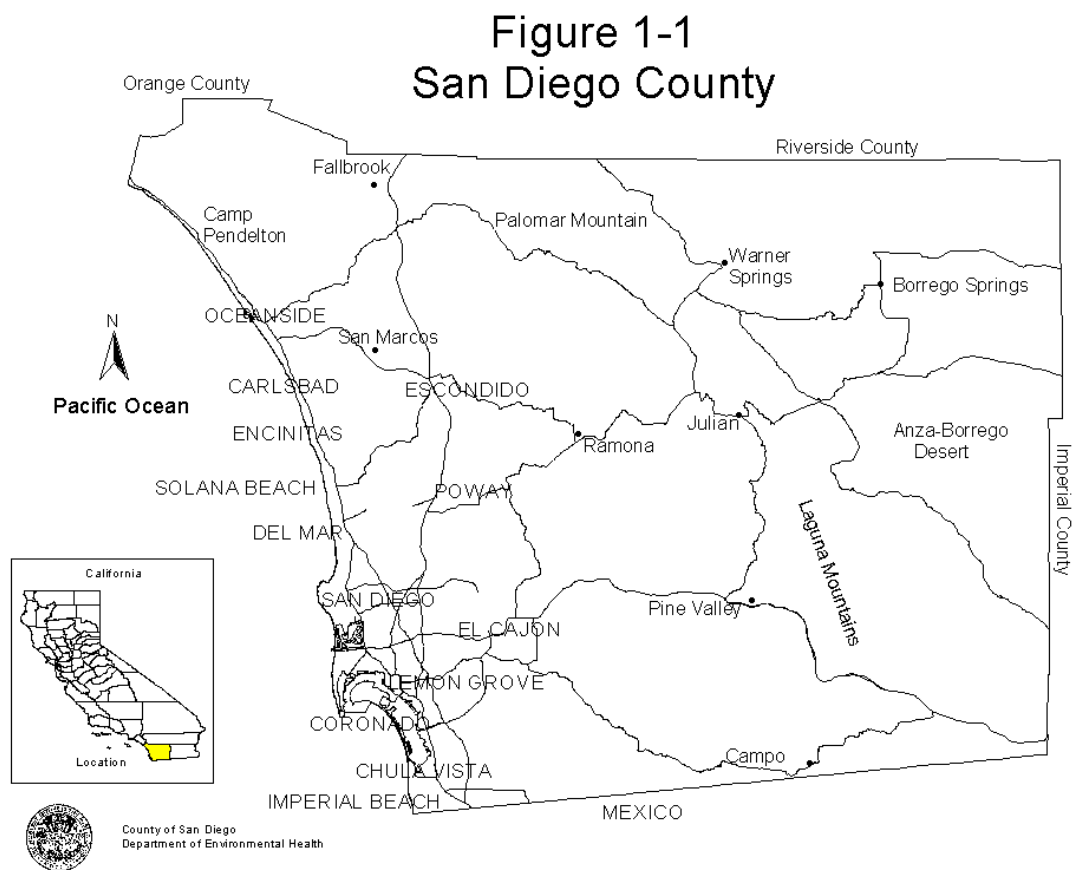 Figure 1-1
San Diego County
Orange County
Riverside County
Fallbrook
Camp
Pendelton
Palomar Mountain
Warner
Springs
Borrego Springs
OCEANSIDE
N
San Marcos
Pacific Ocean
CARLSBAD
ESCONDIDO
ENCINITAS
Ramona
Julian
Anza-Borrego
Desert
Imperial County
SOLANA BEACH
POWAY
DEL MAR
Laguna Mountains
California
SAN DIEGO
Pine Valley
EL CAJON
LEMON GROVE
CORONADO
Location
Campo
CHULA VISTA
IMPERIAL BEACH
MEXICO
County of San Diego
Department of Environmental Health